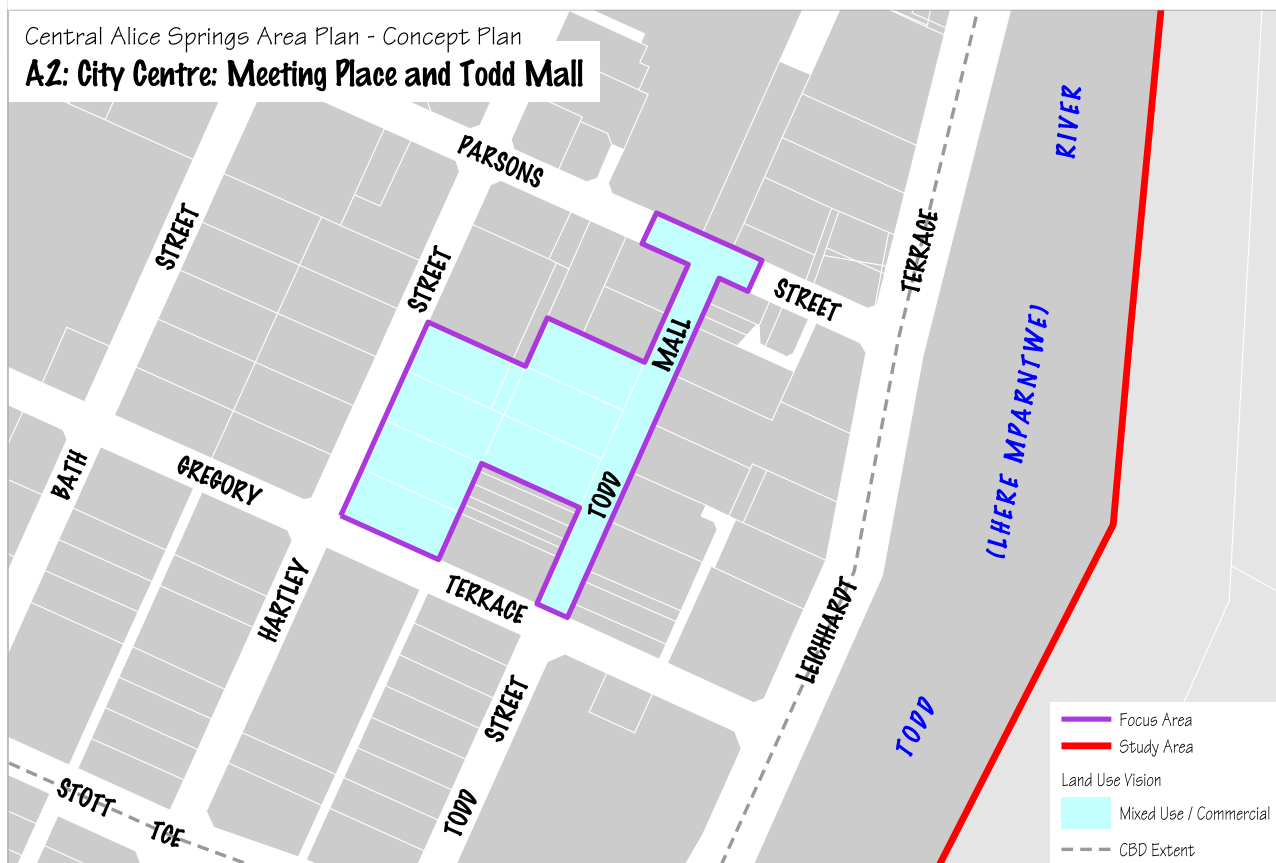 Central Alice Springs Area Plan - Concept Plan
A2: City Centre: Meeting Place and Todd Mall
RIVER
PARSONS
STREET
STREET
TERRACE
STREET
MALL
(LHERE MPARNTWE)
BATH
GREGORY
TODD
HARTLEY
TERRACE
LEICHHARDT
STREET
TODD
TODD
STOTT
TCE
Focus Area
Study Area
Land Use Vision
Mixed Use / Commercial
CBD Extent